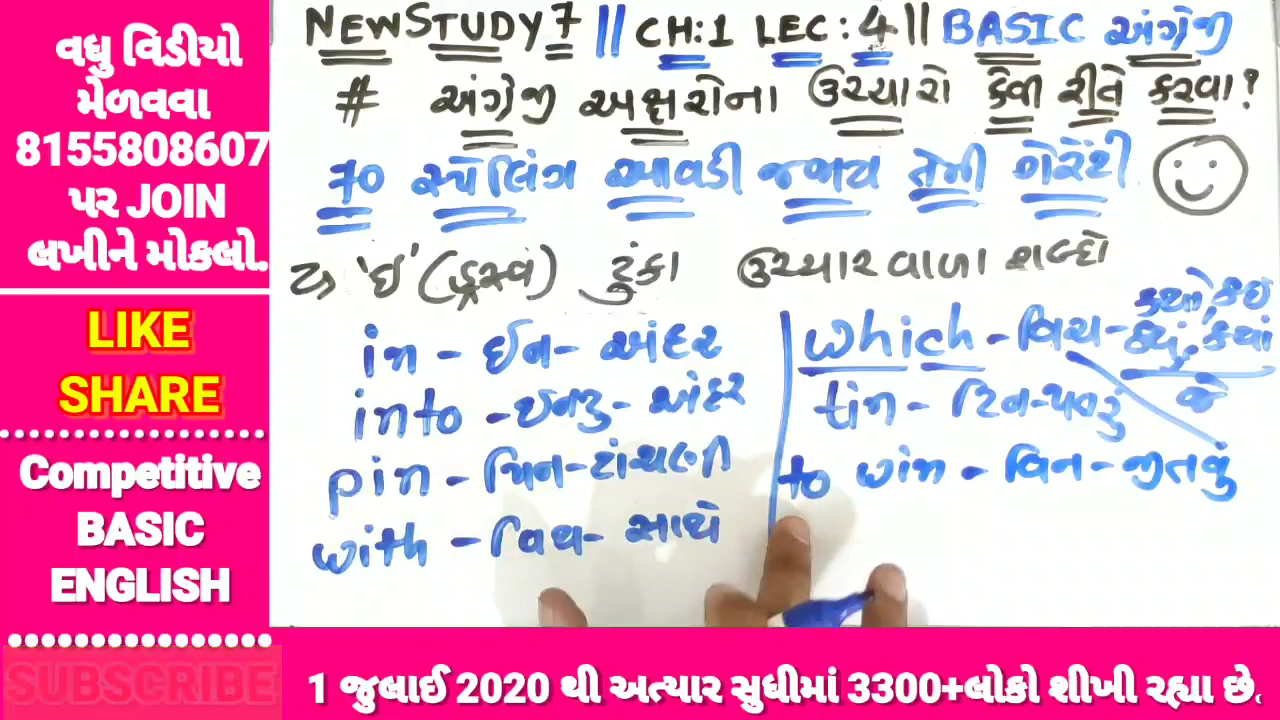 વધુ વિડીયો
મેળવવા
8155808607
પર JOIN
લખીને મોકલો.
LIKE
SHARE
Competitive
BASIC
ENGLISH
SUBSCRIBE
NEWSTUDY7 || CH:1 LEC:4 || BASIC અંગ્રેજી
# અંગ્રેજી અક્ષરોના ઉચ્ચારો કેવી રીતે કરવા?
70 સ્પેલિંગ આવડી જાય તેની ગેરેંટી
'ઇ' (હ્રસ્વ) ટુંકા ઉચ્ચાર વાળા શબ્દો
in - ઈન - અંદર
into - ઈનટુ - અંદર
pin - પિન - ટાંચણી
with - વિથ - સાથે
which - વિચ - કયો, કઇ
કયું, કયાં
જે
tin - ટિન - પતરું
to win - વિન - જીતવું
1 જુલાઈ 2020 થી અત્યાર સુધીમાં 3300+લોકો શીખી રહ્યા છે.